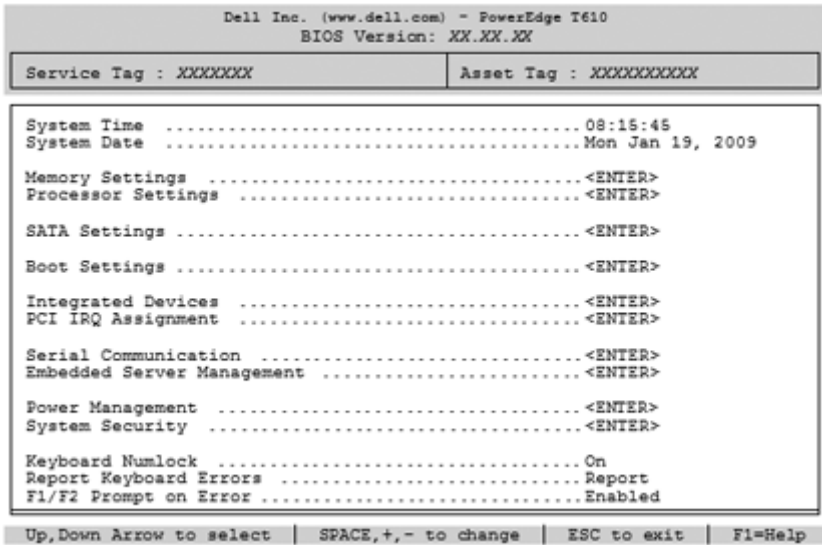 Dell Inc. (www.dell.com) - PowerEdge T610
BIOS Version: XX.XX.XX
Service Tag : XXXXXXX Asset Tag : XXXXXXXXXX
System Time ........................................ 08:15:45
System Date ........................................ Mon Jan 19, 2009
Memory Settings .................................... <ENTER>
Processor Settings ................................. <ENTER>
SATA Settings ....................................... <ENTER>
Boot Settings ....................................... <ENTER>
Integrated Devices ................................. <ENTER>
PCI IRQ Assignment ................................. <ENTER>
Serial Communication ............................... <ENTER>
Embedded Server Management ......................... <ENTER>
Power Management ................................... <ENTER>
System Security .................................... <ENTER>
Keyboard Numlock ................................... On
Report Keyboard Errors ............................. Report
F1/F2 Prompt on Error ............................... Enabled
Up,Down Arrow to select | SPACE,+,- to change | ESC to exit | F1=Help